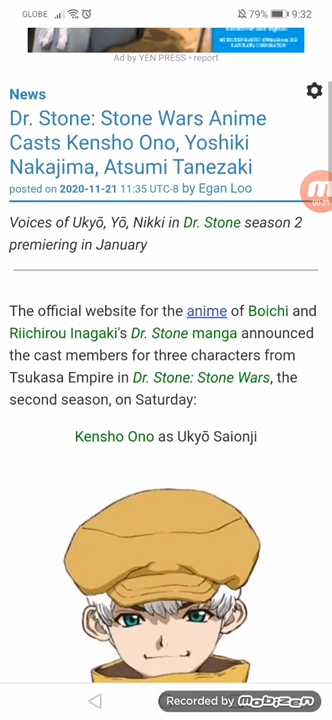 GLOBE
79%
9:32
Ad by YEN PRESS • report
News
Dr. Stone: Stone Wars Anime
Casts Kensho Ono, Yoshiki
Nakajima, Atsumi Tanezaki
posted on 2020-11-21 11:35 UTC-8 by Egan Loo
00:21
Voices of Ukyō, Yō, Nikki in Dr. Stone season 2
premiering in January
The official website for the anime of Boichi and
Riichirou Inagaki's Dr. Stone manga announced
the cast members for three characters from
Tsukasa Empire in Dr. Stone: Stone Wars, the
second season, on Saturday:
Kensho Ono as Ukyō Saionji
Recorded by Mobizen